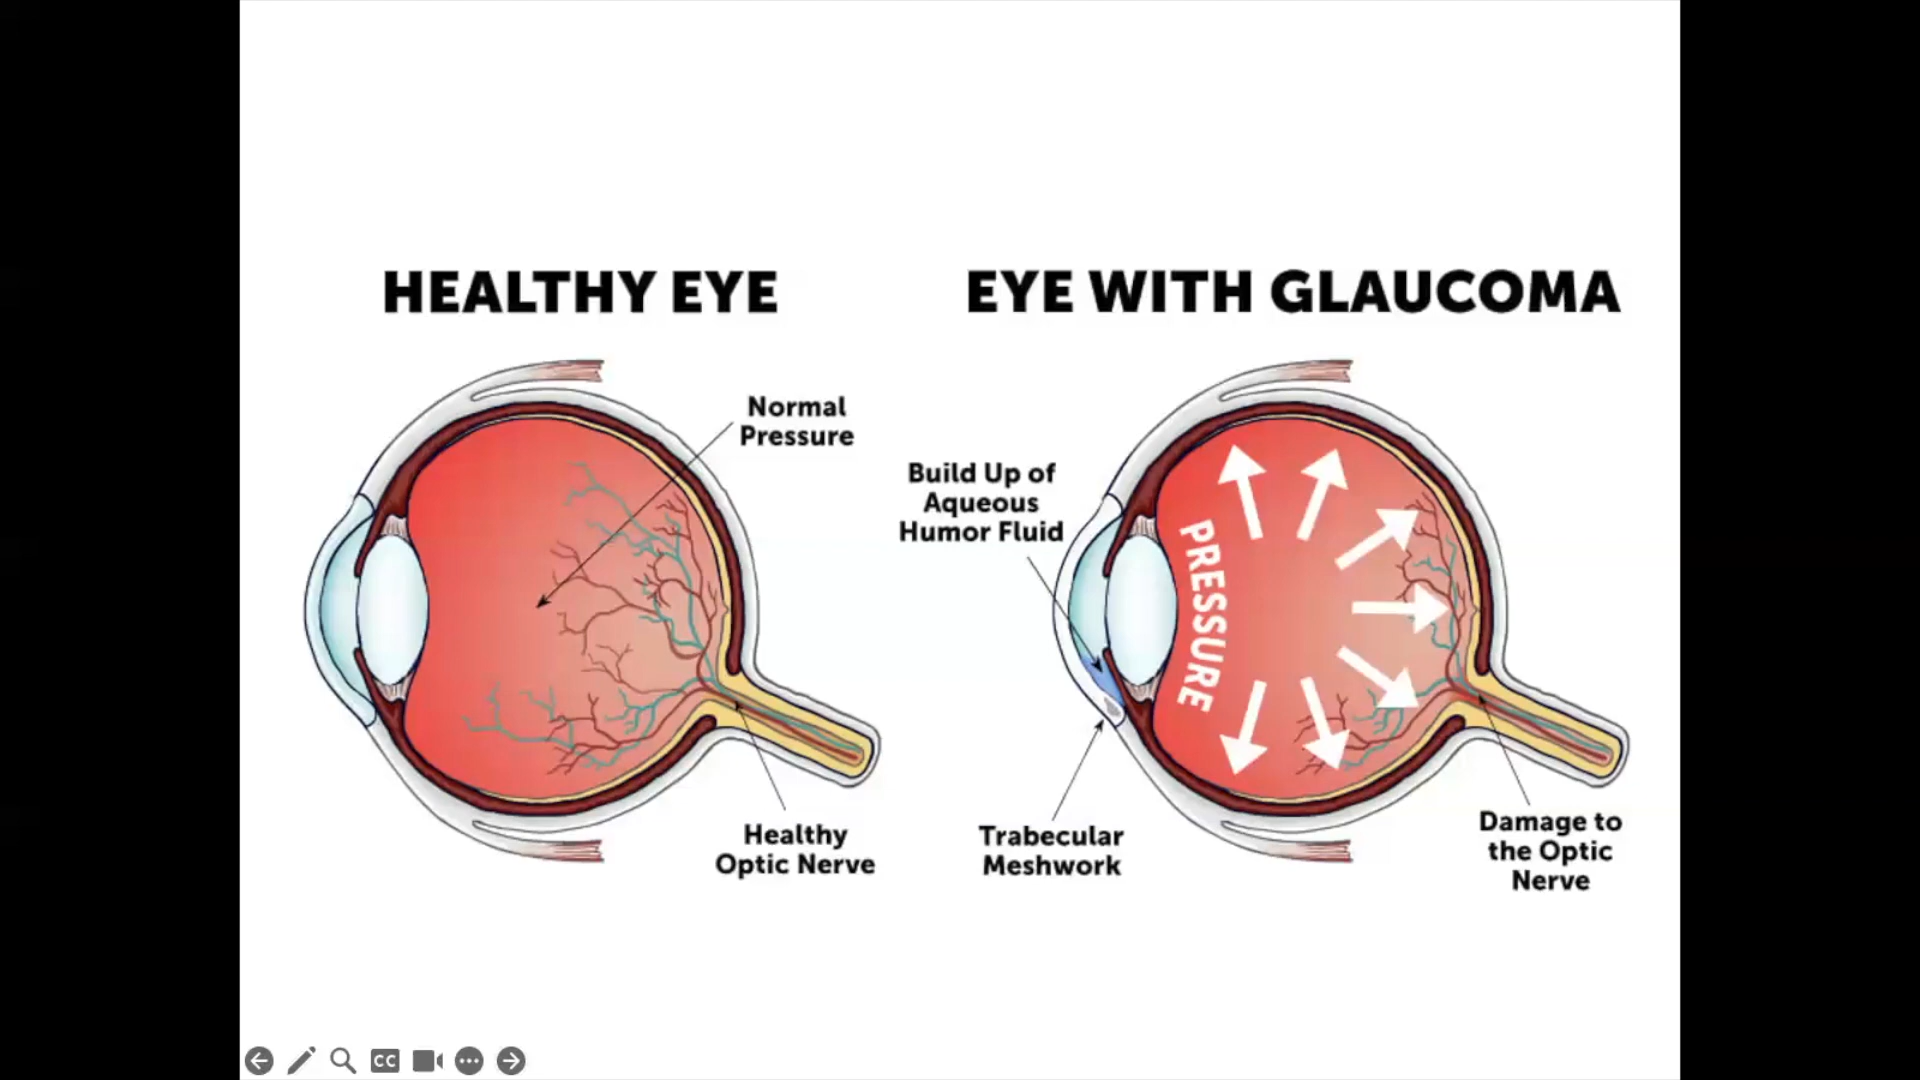 HEALTHY EYE
Normal
Pressure
Healthy
Optic Nerve
EYE WITH GLAUCOMA
Build Up of
Aqueous
Humor Fluid
PRESSURE
Trabecular
Meshwork
Damage to
the Optic
Nerve
CC